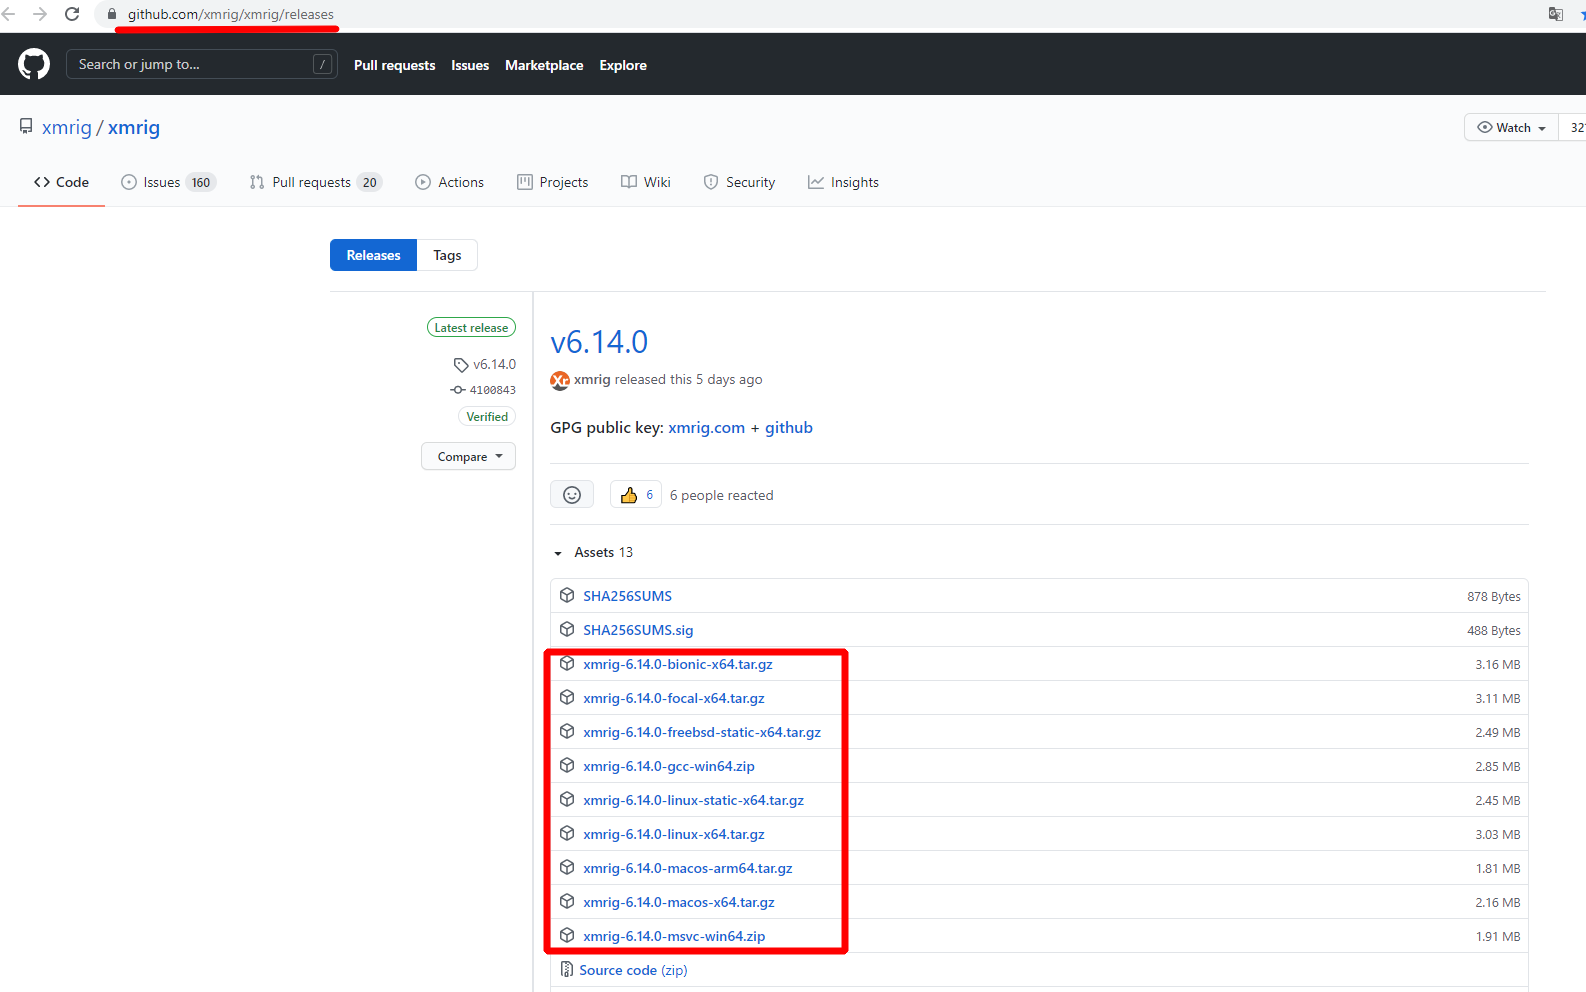 github.com/xmrig/xmrig/releases
Search or jump to... /
Pull requests Issues Marketplace Explore
xmrig / xmrig
Watch
Code Issues 160 Pull requests 20 Actions Projects Wiki Security Insights
Releases Tags
Latest release
v6.14.0
4100843
Verified
Compare
v6.14.0
xmrig released this 5 days ago
GPG public key: xmrig.com + github
6 6 people reacted
Assets 13
SHA256SUMS 878 Bytes
SHA256SUMS.sig 488 Bytes
xmrig-6.14.0-bionic-x64.tar.gz 3.16 MB
xmrig-6.14.0-focal-x64.tar.gz 3.11 MB
xmrig-6.14.0-freebsd-static-x64.tar.gz 2.49 MB
xmrig-6.14.0-gcc-win64.zip 2.85 MB
xmrig-6.14.0-linux-static-x64.tar.gz 2.45 MB
xmrig-6.14.0-linux-x64.tar.gz 3.03 MB
xmrig-6.14.0-macos-arm64.tar.gz 1.81 MB
xmrig-6.14.0-macos-x64.tar.gz 2.16 MB
xmrig-6.14.0-msvc-win64.zip 1.91 MB
Source code (zip)